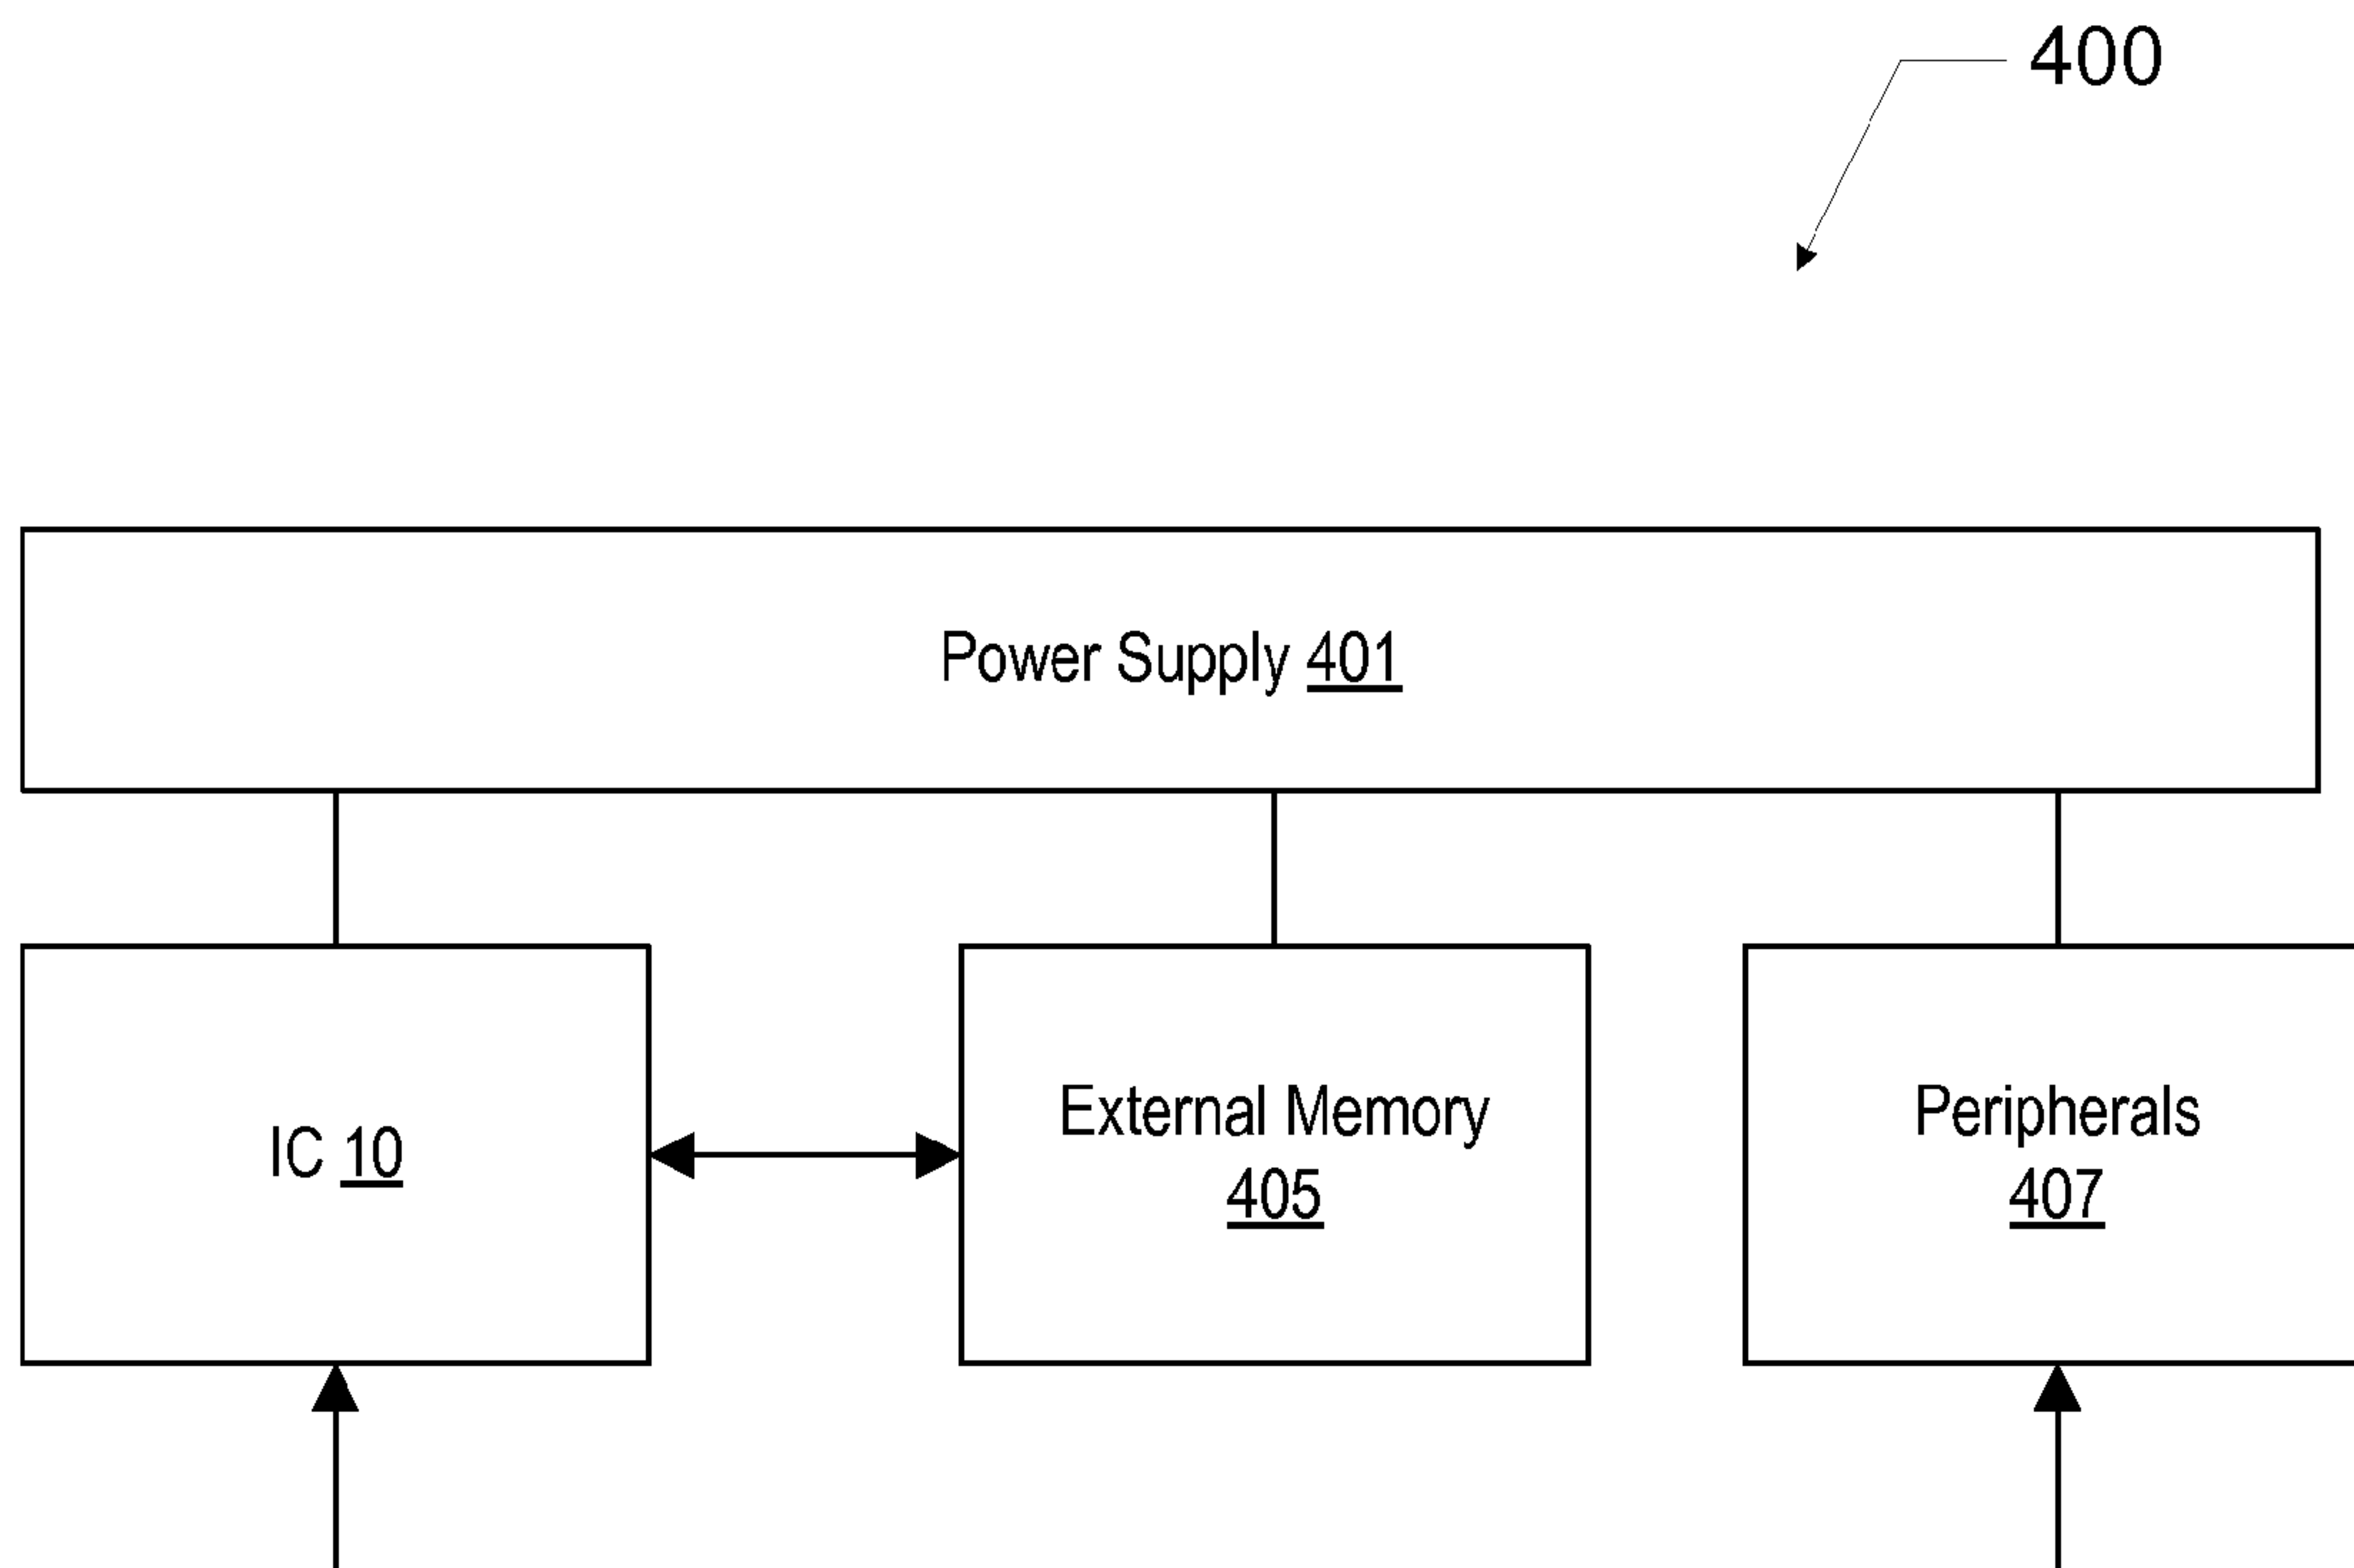 400
Power Supply 401
IC 10
External Memory
405
Peripherals
407